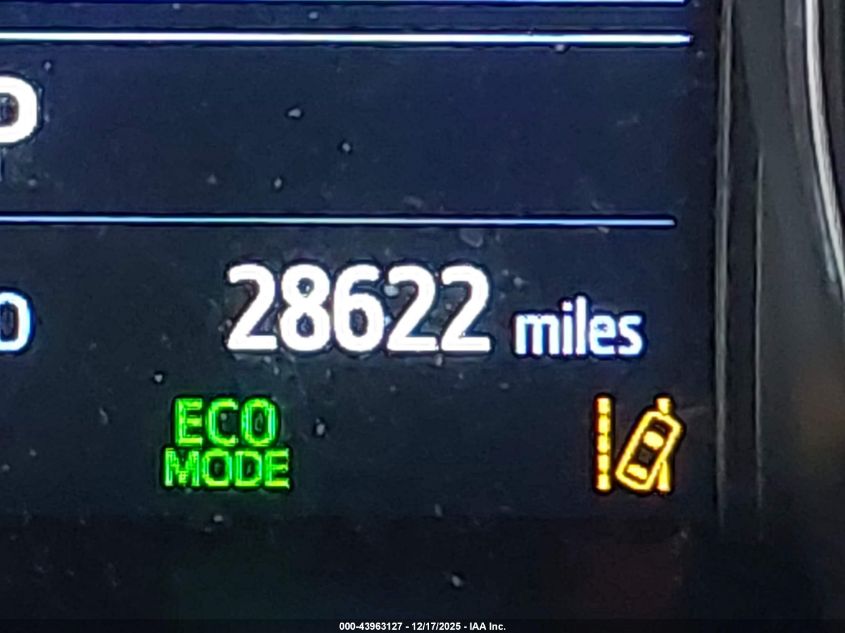 P
28622 miles
ECO
MODE
000-43963127 - 12/17/2025 - IAA Inc.